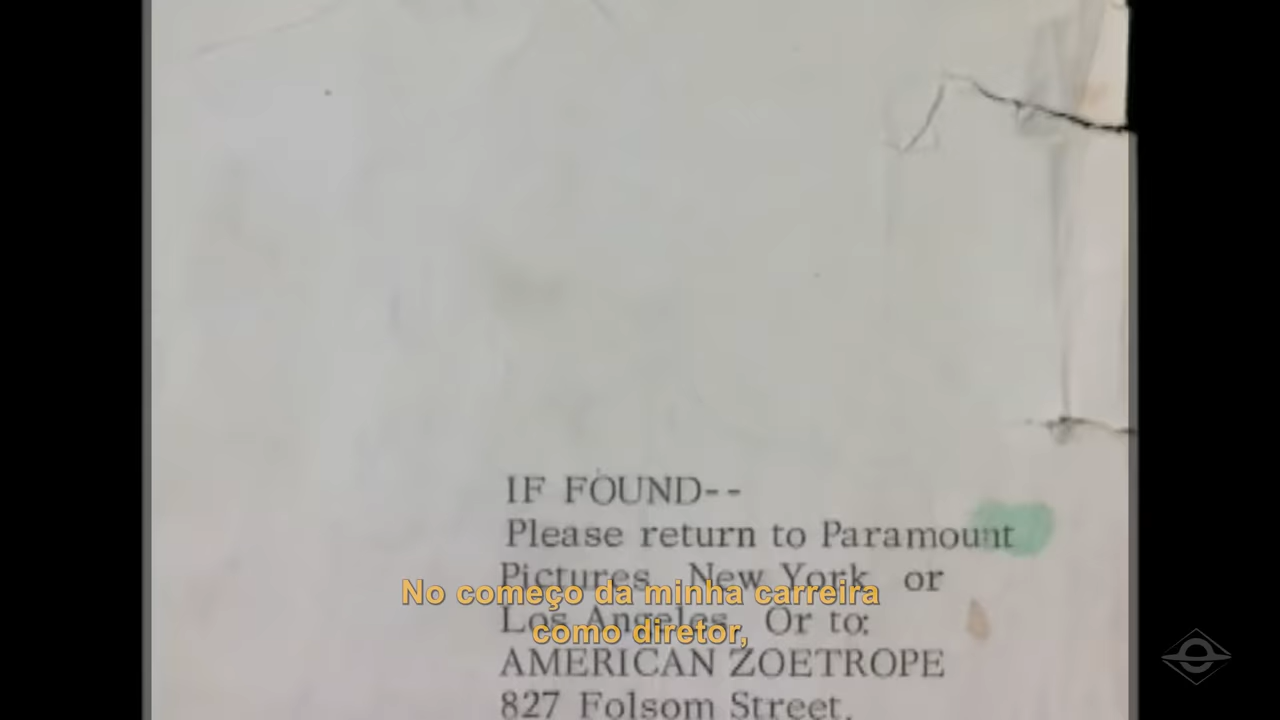 IF FOUND--
Please return to Paramount
Pictures New York or
Los Angeles Or to:
AMERICAN ZOETROPE
827 Folsom Street,
No começo da minha carreira
como diretor,